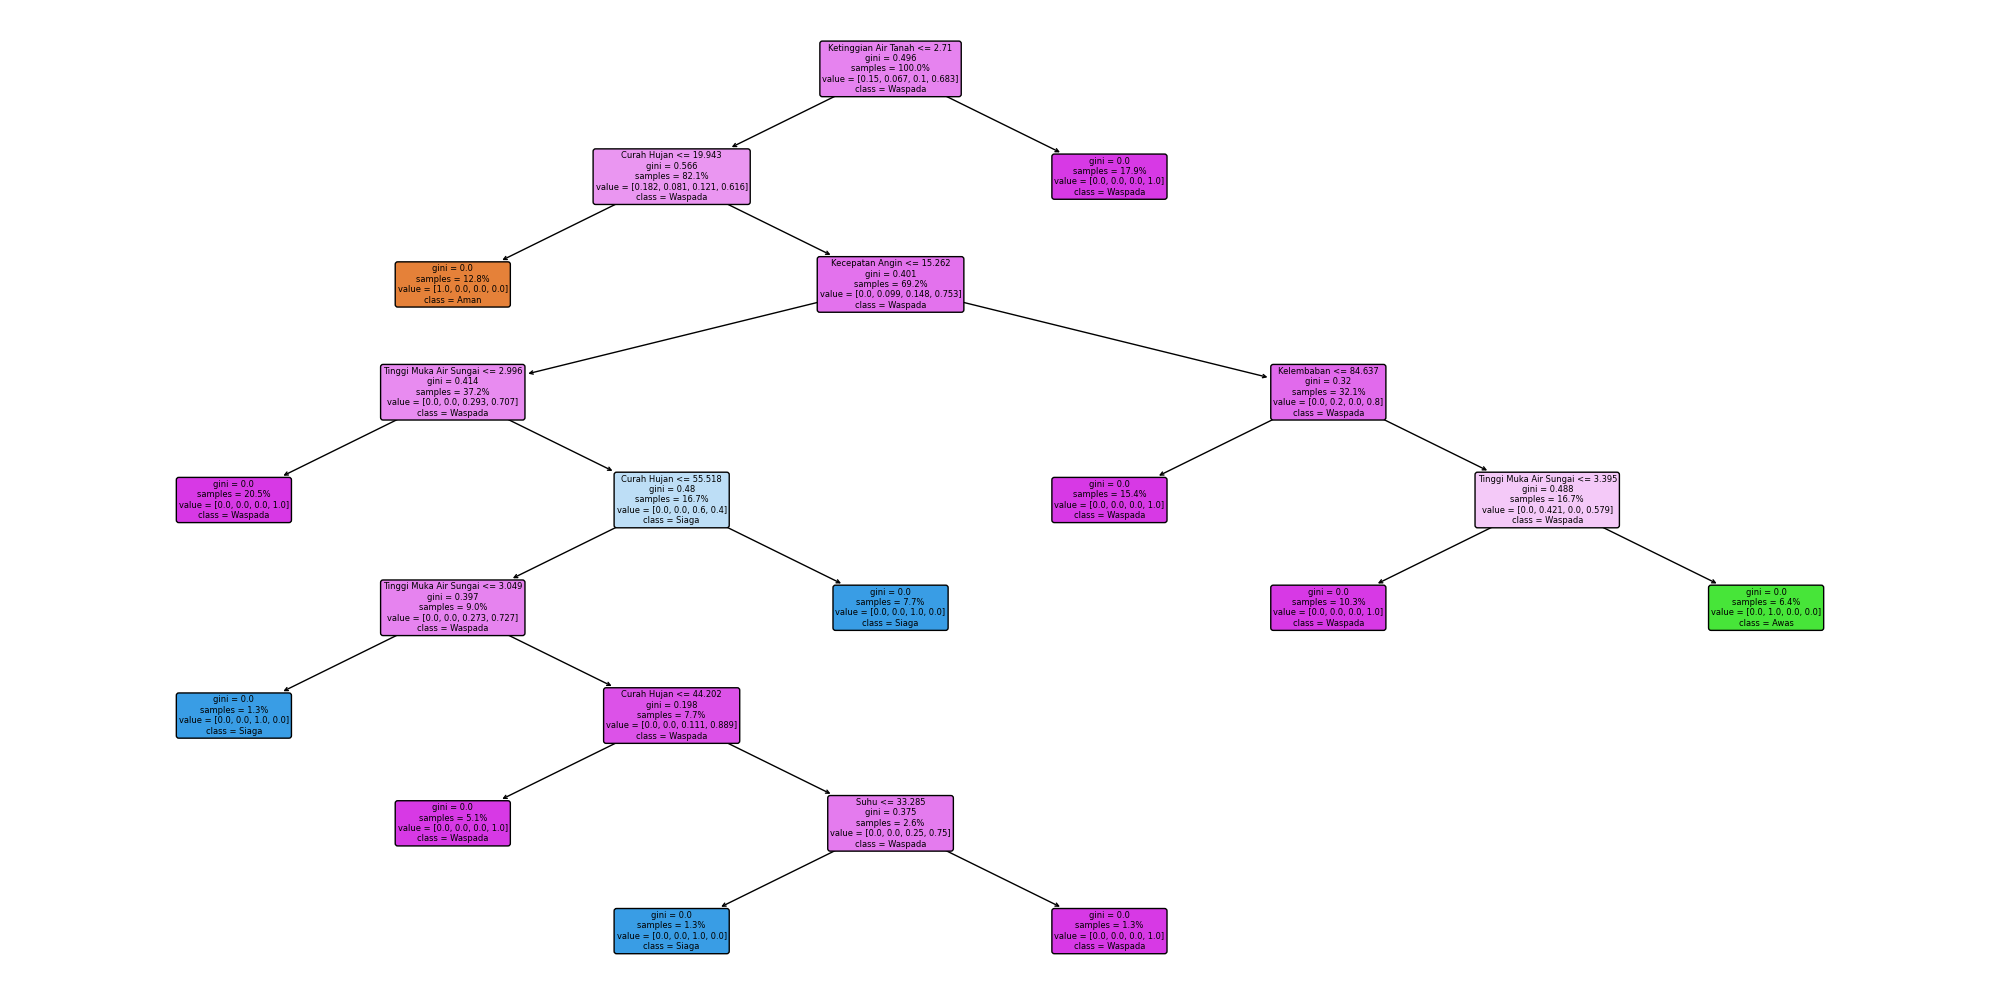 Ketinggian Air Tanah <= 2.71
gini = 0.496
samples = 100.0%
value = [0.15, 0.067, 0.1, 0.683]
class = Waspada
Curah Hujan <= 19.943
gini = 0.566
samples = 82.1%
value = [0.182, 0.081, 0.121, 0.616]
class = Waspada
gini = 0.0
samples = 17.9%
value = [0.0, 0.0, 0.0, 1.0]
class = Waspada
gini = 0.0
samples = 12.8%
value = [1.0, 0.0, 0.0, 0.0]
class = Aman
Kecepatan Angin <= 15.262
gini = 0.401
samples = 69.2%
value = [0.0, 0.099, 0.148, 0.753]
class = Waspada
Tinggi Muka Air Sungai <= 2.996
gini = 0.414
samples = 37.2%
value = [0.0, 0.0, 0.293, 0.707]
class = Waspada
Kelembaban <= 84.637
gini = 0.32
samples = 32.1%
value = [0.0, 0.2, 0.0, 0.8]
class = Waspada
gini = 0.0
samples = 20.5%
value = [0.0, 0.0, 0.0, 1.0]
class = Waspada
Curah Hujan <= 55.518
gini = 0.48
samples = 16.7%
value = [0.0, 0.0, 0.6, 0.4]
class = Siaga
gini = 0.0
samples = 15.4%
value = [0.0, 0.0, 0.0, 1.0]
class = Waspada
Tinggi Muka Air Sungai <= 3.395
gini = 0.488
samples = 16.7%
value = [0.0, 0.421, 0.0, 0.579]
class = Waspada
Tinggi Muka Air Sungai <= 3.049
gini = 0.397
samples = 9.0%
value = [0.0, 0.0, 0.273, 0.727]
class = Waspada
gini = 0.0
samples = 7.7%
value = [0.0, 0.0, 1.0, 0.0]
class = Siaga
gini = 0.0
samples = 10.3%
value = [0.0, 0.0, 0.0, 1.0]
class = Waspada
gini = 0.0
samples = 6.4%
value = [0.0, 1.0, 0.0, 0.0]
class = Awas
gini = 0.0
samples = 1.3%
value = [0.0, 0.0, 1.0, 0.0]
class = Siaga
Curah Hujan <= 44.202
gini = 0.198
samples = 7.7%
value = [0.0, 0.0, 0.111, 0.889]
class = Waspada
gini = 0.0
samples = 5.1%
value = [0.0, 0.0, 0.0, 1.0]
class = Waspada
Suhu <= 33.285
gini = 0.375
samples = 2.6%
value = [0.0, 0.0, 0.25, 0.75]
class = Waspada
gini = 0.0
samples = 1.3%
value = [0.0, 0.0, 1.0, 0.0]
class = Siaga
gini = 0.0
samples = 1.3%
value = [0.0, 0.0, 0.0, 1.0]
class = Waspada